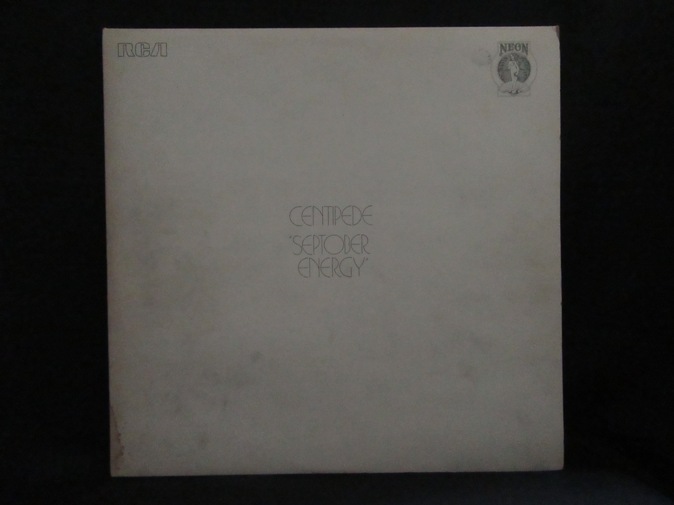 RCA
NEON
CENTIPEDE
"SEPTOBER
ENERGY"